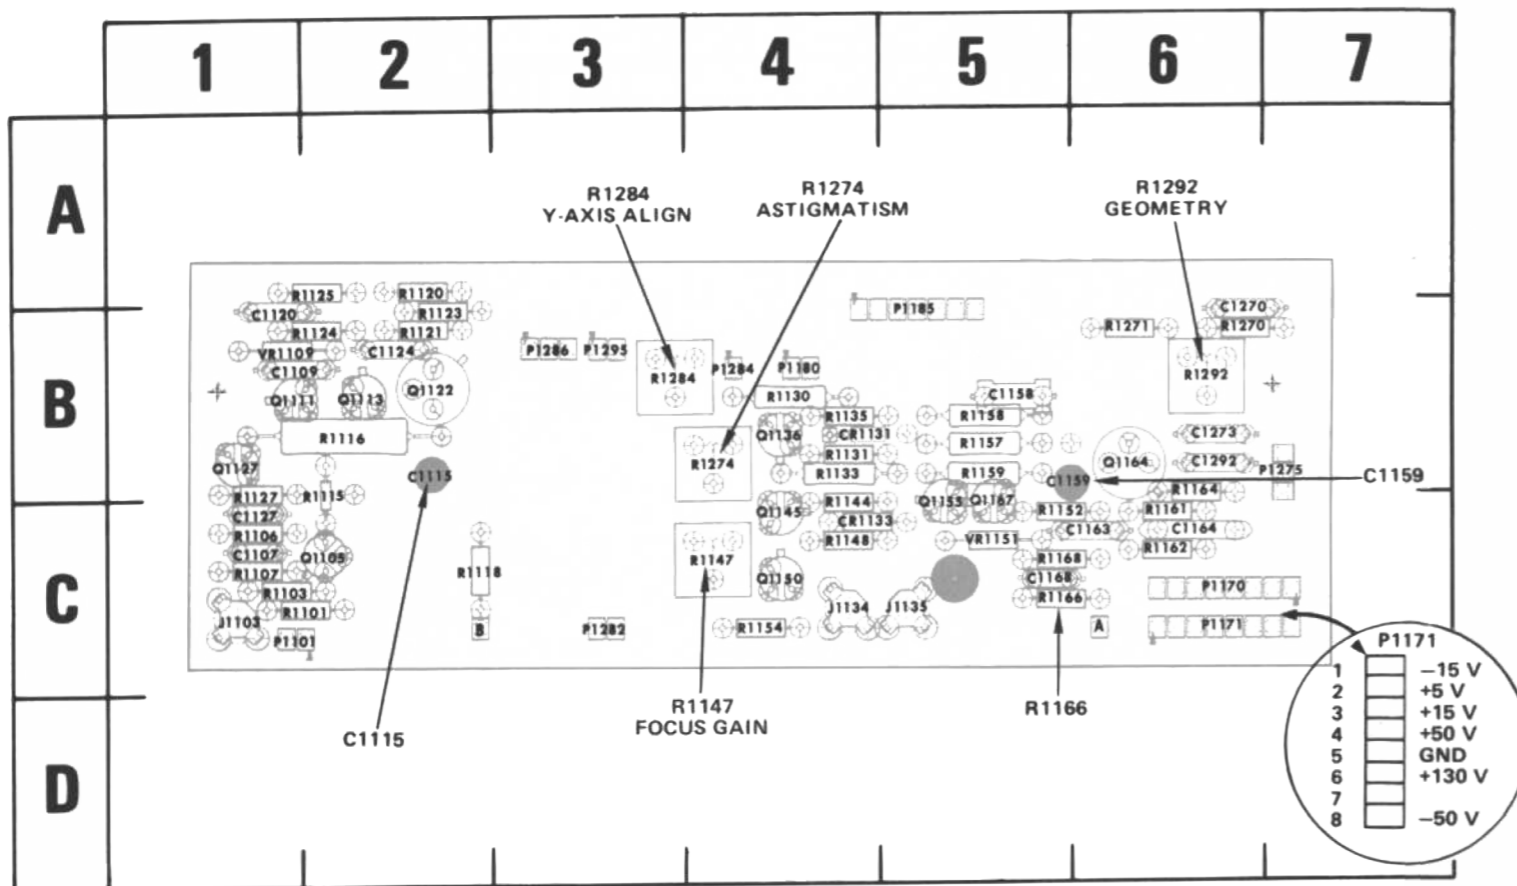 1 2 3 4 5 6 7
A
R1284
Y-AXIS ALIGN
R1274
ASTIGMATISM
R1292
GEOMETRY
R1125 R1120
C1120 R1123 P1185 C1270
R1124 R1121 R1271 R1270
VR1109 C1124 P1286 P1295
C1109 P1284 P1180
R1284 R1292
B
Q1111 Q1113 Q1122 R1130 C1158
R1135 R1158
R1116 Q1136 CR1131 R1157 C1273
R1131
Q1127 R1274 R1133 R1159 Q1164 C1292 P1275
C1115 C1159 C1159
R1127 R1115 R1144 Q1155 Q1167 R1164
C1127 Q1145 R1152 R1161
R1106 CR1133 C1163 C1164
R1148 VR1151 R1162
C1107 Q1105 R1147 R1168
R1107 R1118 Q1150 C1168 P1170
C
R1103 R1166
R1101 J1134 J1135
J1103 B P1282 R1154 A P1171
P1101
P1171
1 −15 V
2 +5 V
3 +15 V
4 +50 V
5 GND
6 +130 V
7
8 −50 V
R1147
FOCUS GAIN
R1166
C1115
D